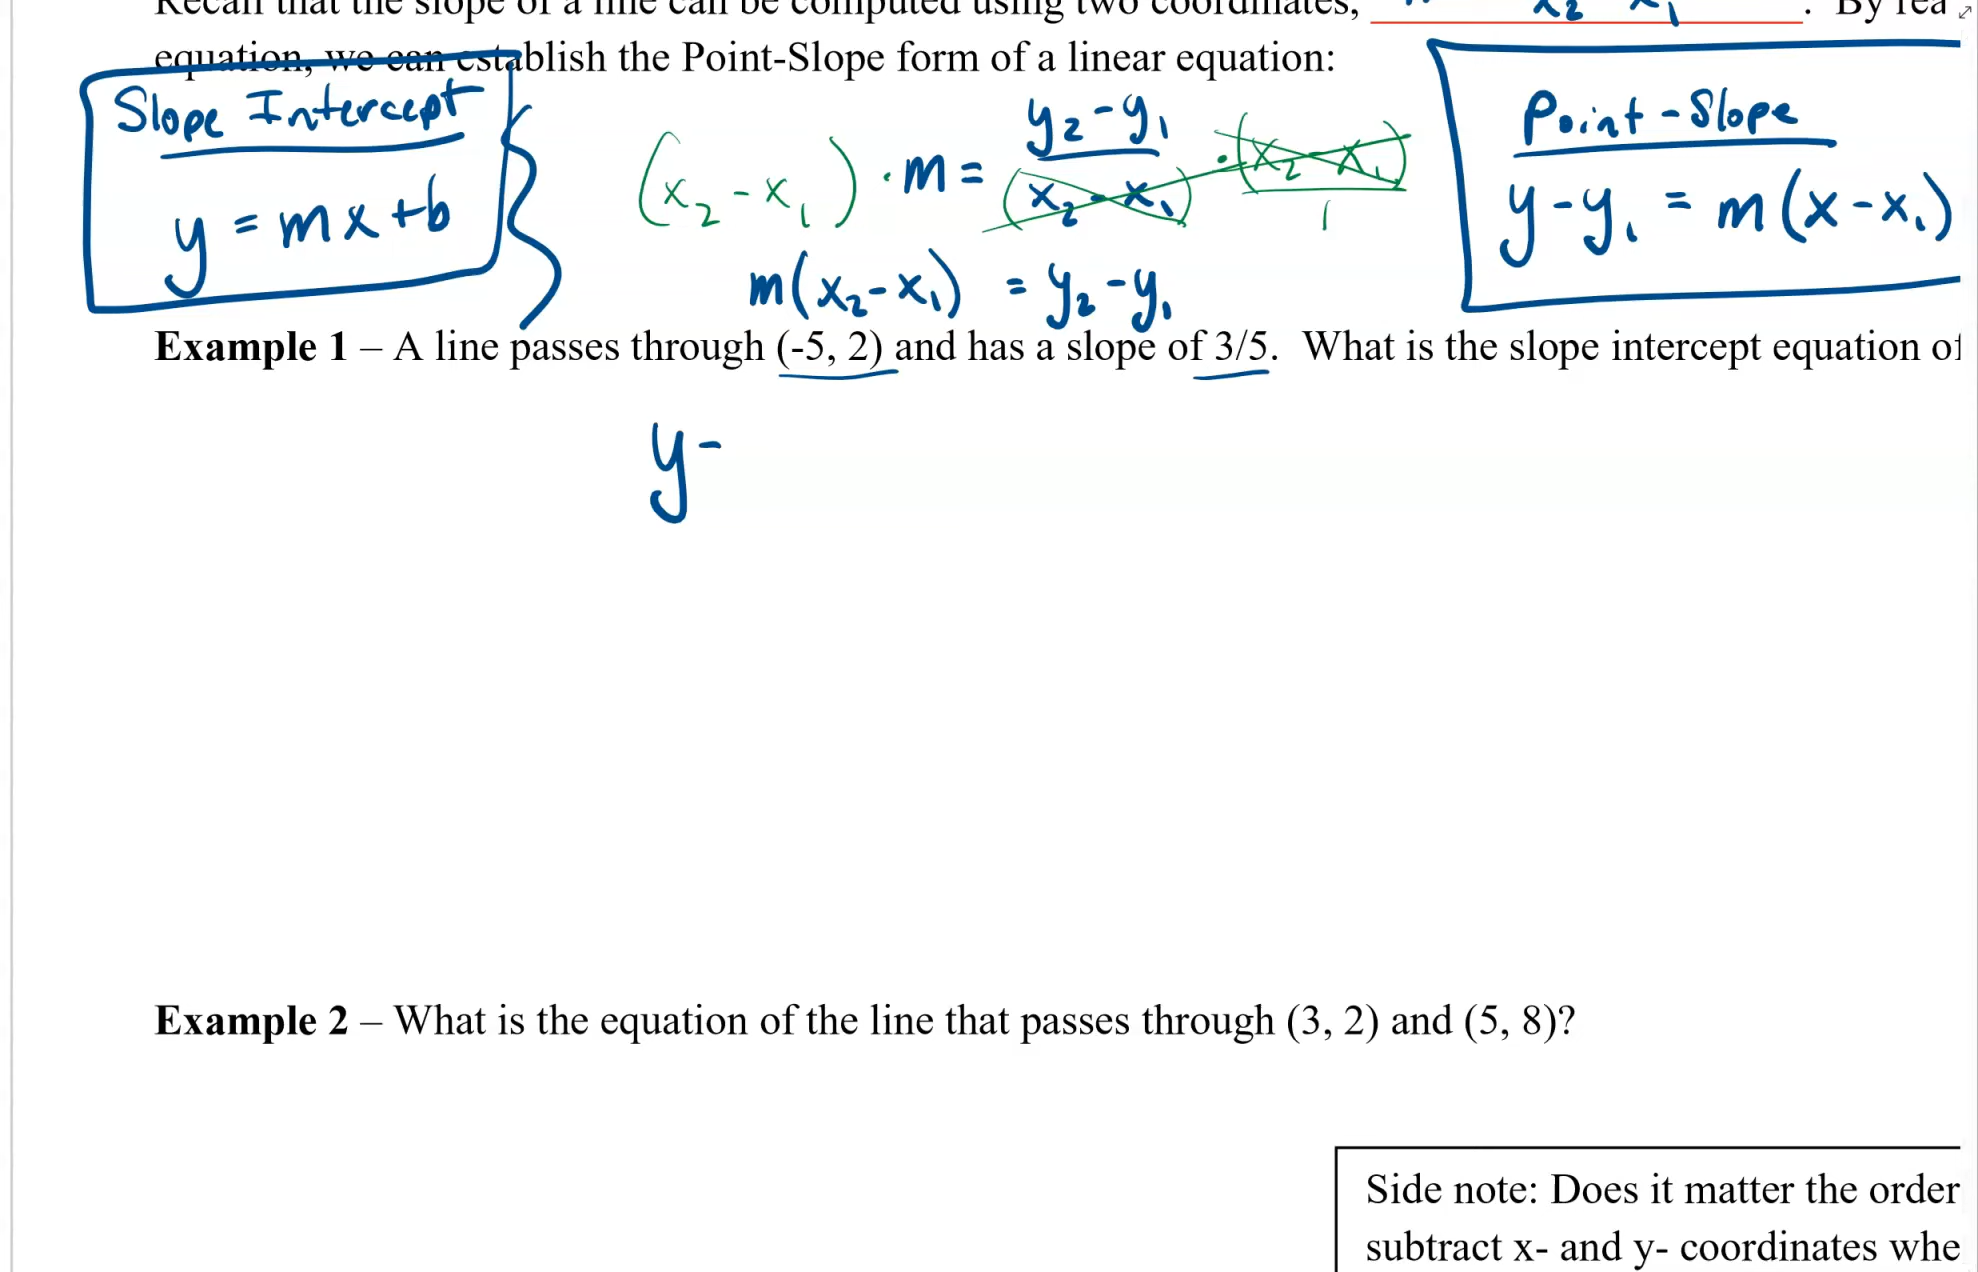 Recall that the slope of a line can be computed using two coordinates, x₂ x₁ . By rea
equation, we can establish the Point-Slope form of a linear equation:
Slope Intercept
y = mx+b
(x₂ - x₁) · m = y₂-y₁ / (x₂ - x₁) · (x₂ - x₁) / 1
m(x₂-x₁) = y₂-y₁
Point-Slope
y-y₁ = m(x-x₁)
Example 1 – A line passes through (-5, 2) and has a slope of 3/5. What is the slope intercept equation of
y-
Example 2 – What is the equation of the line that passes through (3, 2) and (5, 8)?
Side note: Does it matter the order
subtract x- and y- coordinates whe